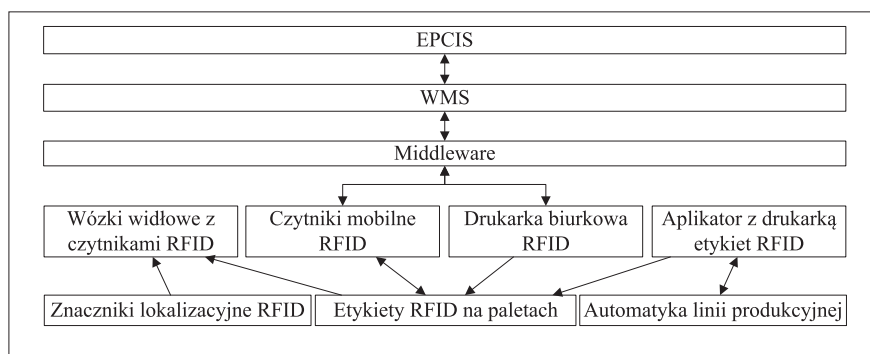 EPCIS
WMS
Middleware
Wózki widłowe z
czytnikami RFID
Czytniki mobilne
RFID
Drukarka biurkowa
RFID
Aplikator z drukarką
etykiet RFID
Znaczniki lokalizacyjne RFID
Etykiety RFID na paletach
Automatyka linii produkcyjnej